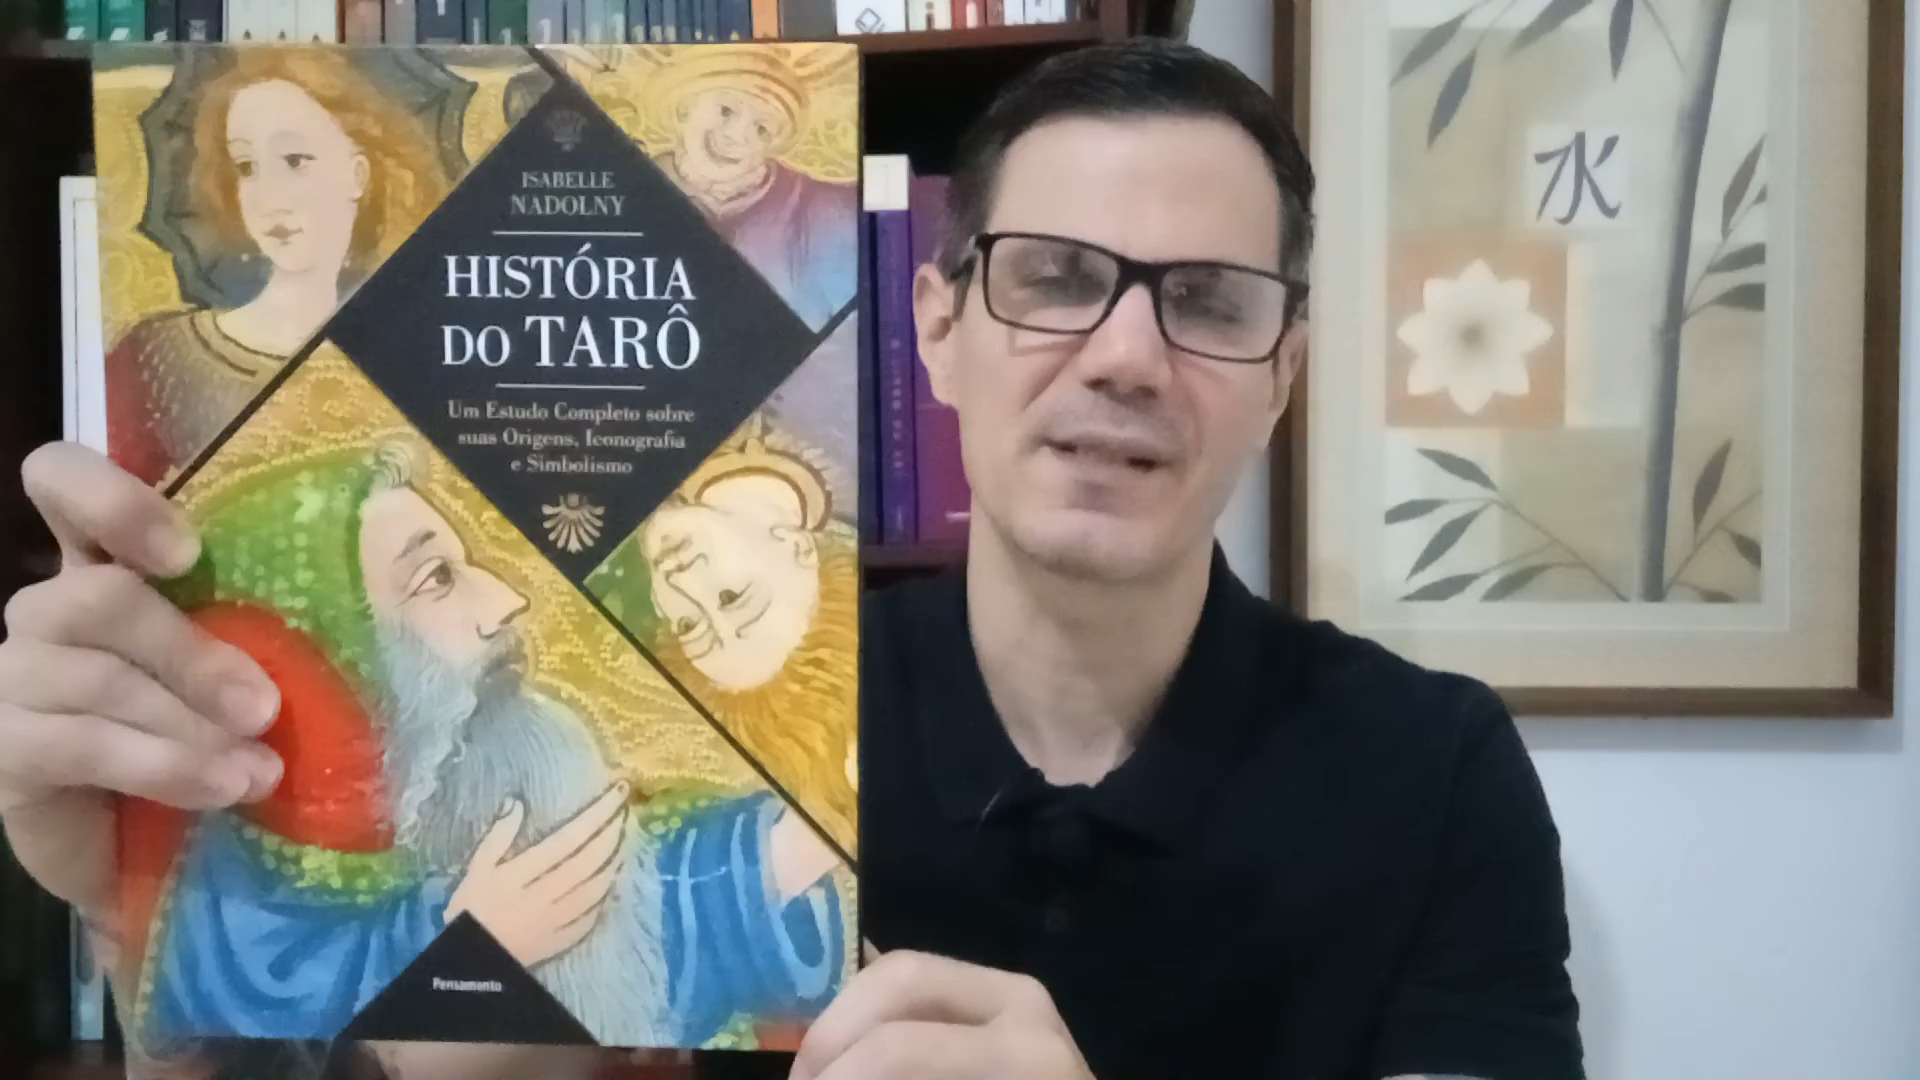 ISABELLE
NADOLNY
HISTÓRIA
DO TARÔ
Um Estudo Completo sobre
suas Origens, Iconografia
e Simbolismo
Pensamento
水